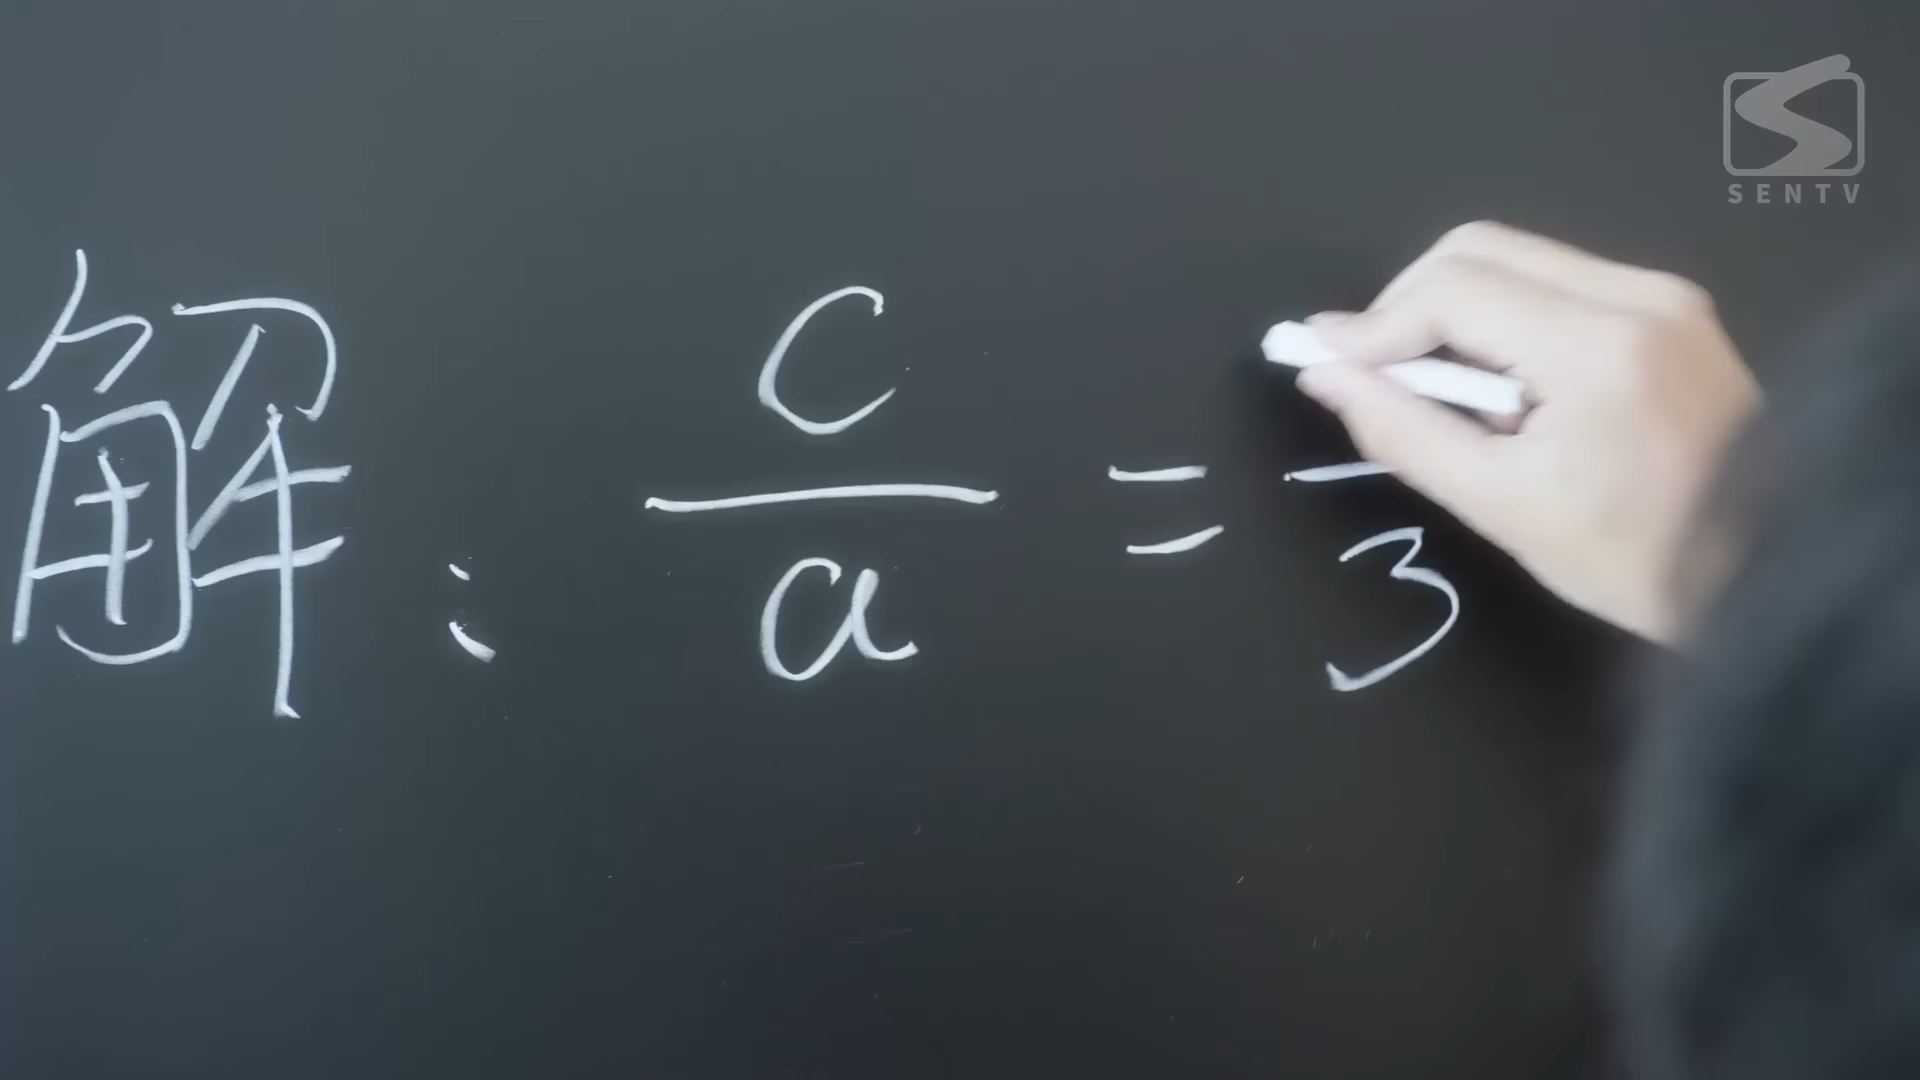 SENTV
解: c/a = /3